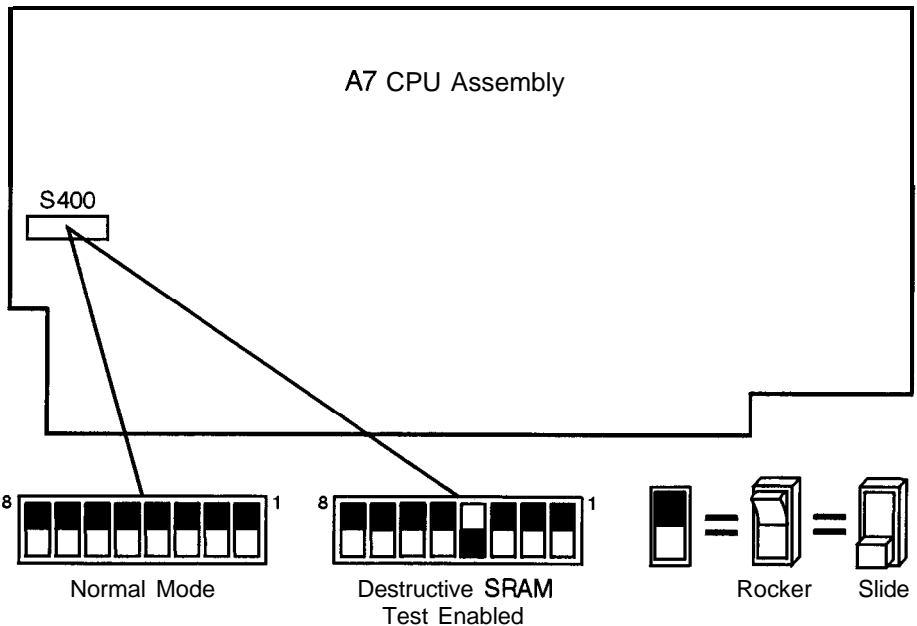 A7 CPU Assembly
S400
8 1
8 1
Normal Mode
Destructive SRAM
Test Enabled
Rocker
Slide